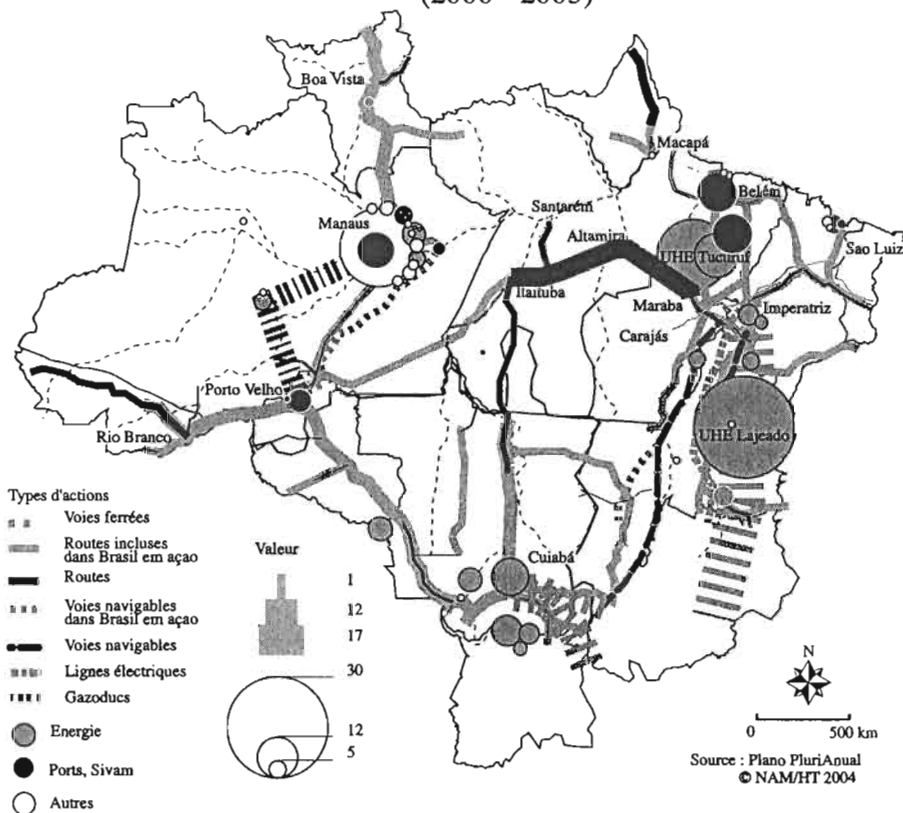 (2000 - 2003)
Boa Vista
Macapá
Belém
Manaus
Santarém
Altamira
UHE Tucuruí
Sao Luiz
Itaituba
Maraba
Imperatriz
Carajás
Porto Velho
Rio Branco
UHE Lajeado
Cuiabá
Types d'actions
Voies ferrées
Routes incluses
dans Brasil em açao
Routes
Voies navigables
dans Brasil em açao
Voies navigables
Lignes électriques
Gazoducs
Energie
Ports, Sivam
Autres
Valeur
1
12
17
30
12
5
N
0 500 km
Source : Plano PluriAnual
© NAM/HT 2004